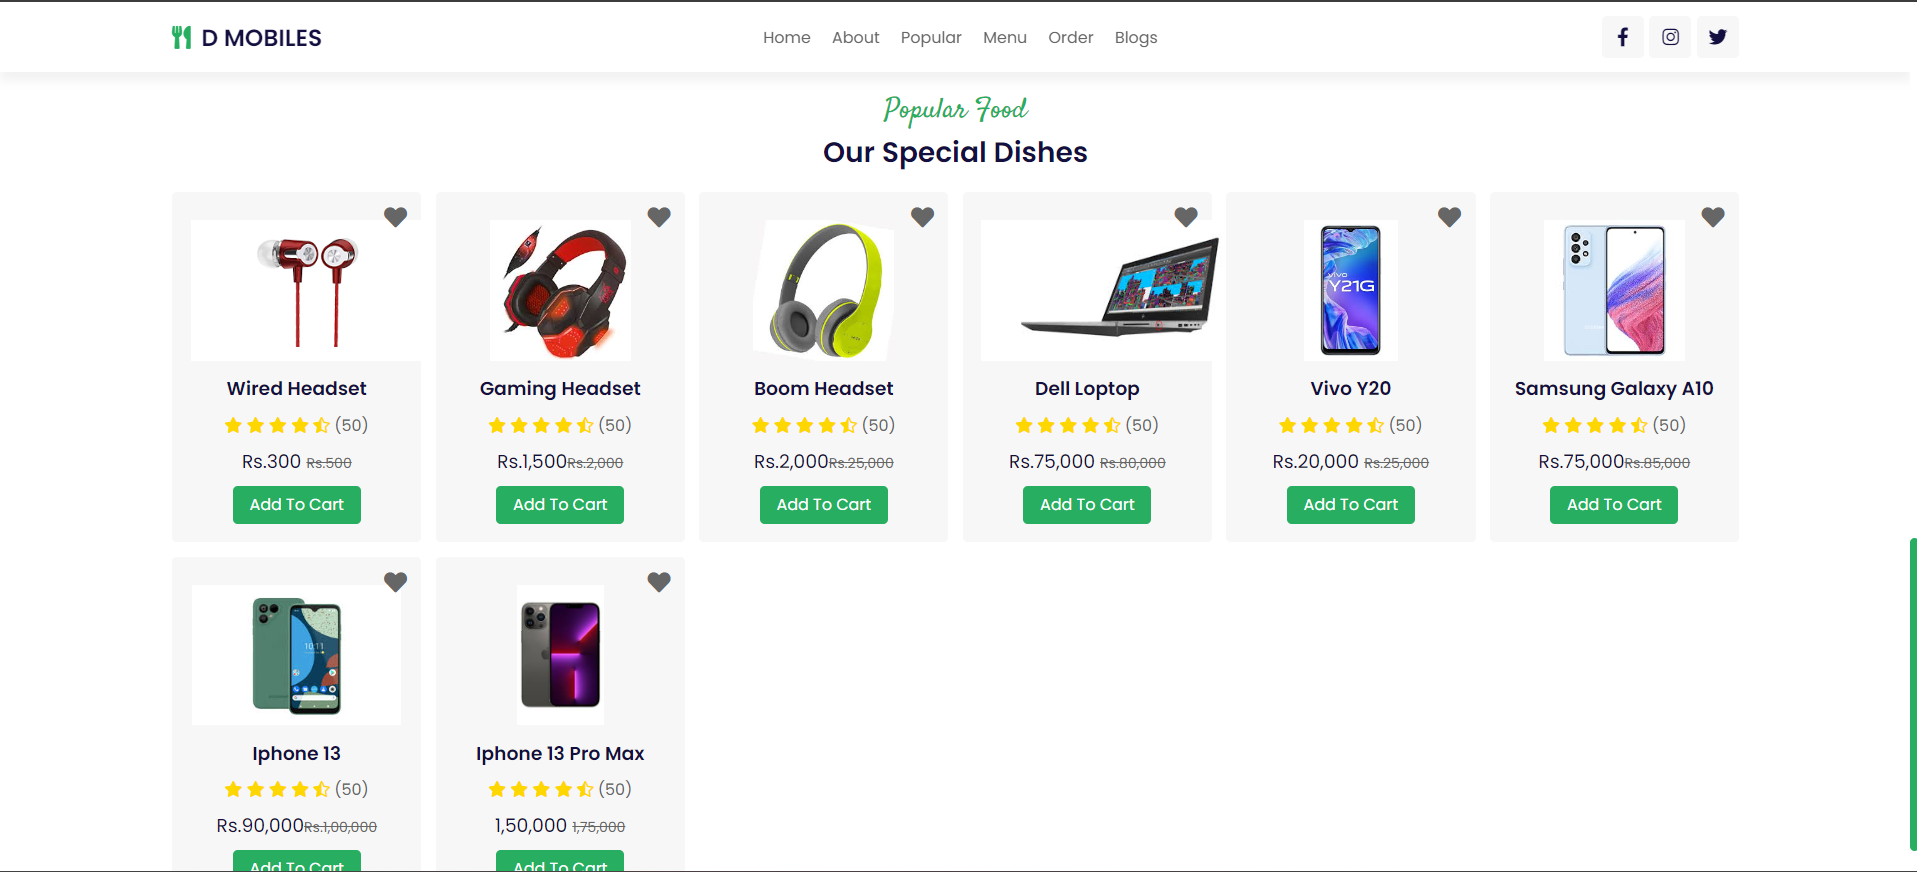 D MOBILES
Home About Popular Menu Order Blogs
Popular Food
Our Special Dishes
vivo
Y21G
Wired Headset
(50)
Rs.300 Rs.500
Add To Cart
Gaming Headset
(50)
Rs.1,500Rs.2,000
Add To Cart
Boom Headset
(50)
Rs.2,000Rs.25,000
Add To Cart
Dell Loptop
(50)
Rs.75,000 Rs.80,000
Add To Cart
Vivo Y20
(50)
Rs.20,000 Rs.25,000
Add To Cart
Samsung Galaxy A10
(50)
Rs.75,000Rs.85,000
Add To Cart
10:11
Iphone 13
(50)
Rs.90,000Rs.1,00,000
Add To Cart
Iphone 13 Pro Max
(50)
1,50,000 1,75,000
Add To Cart